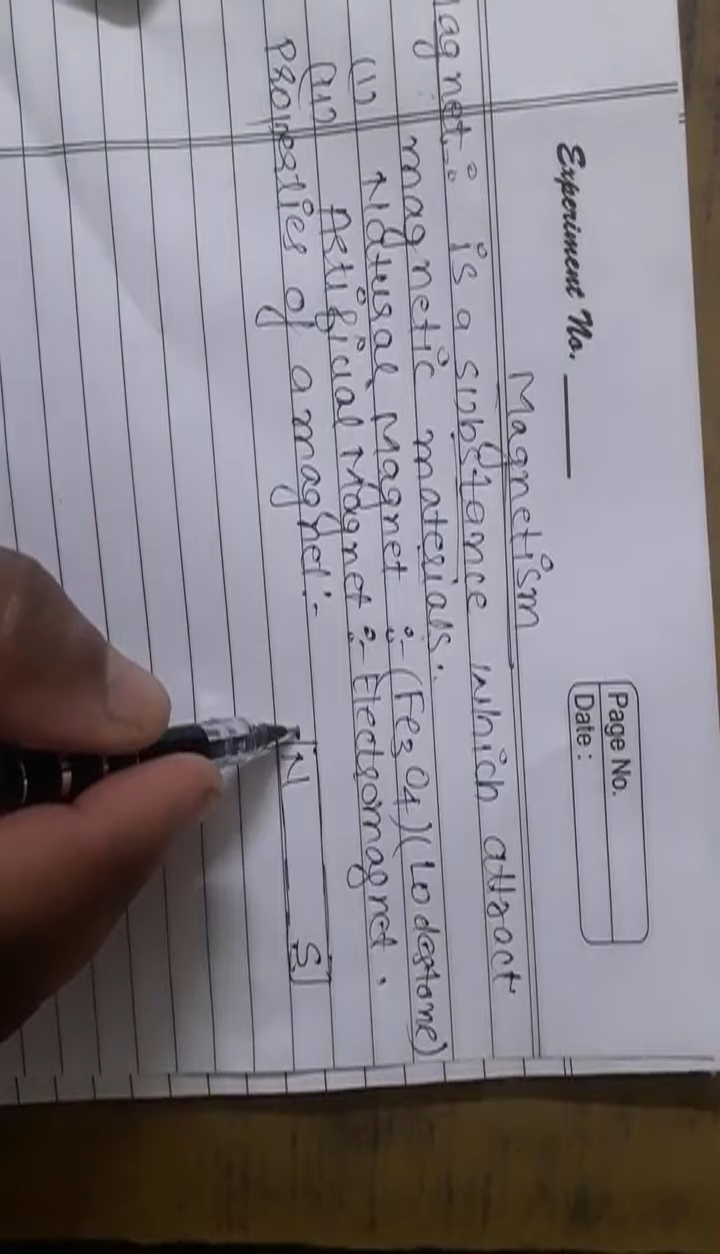 Experiment No.
Page No.
Date:
Magnetism
Magnet:- is a substance which attract
magnetic materials.
(i) Natural Magnet :- (Fe3O4) (Lodestone)
(ii) Artificial Magnet :- Electromagnet.
Properties of a magnet:-
N S